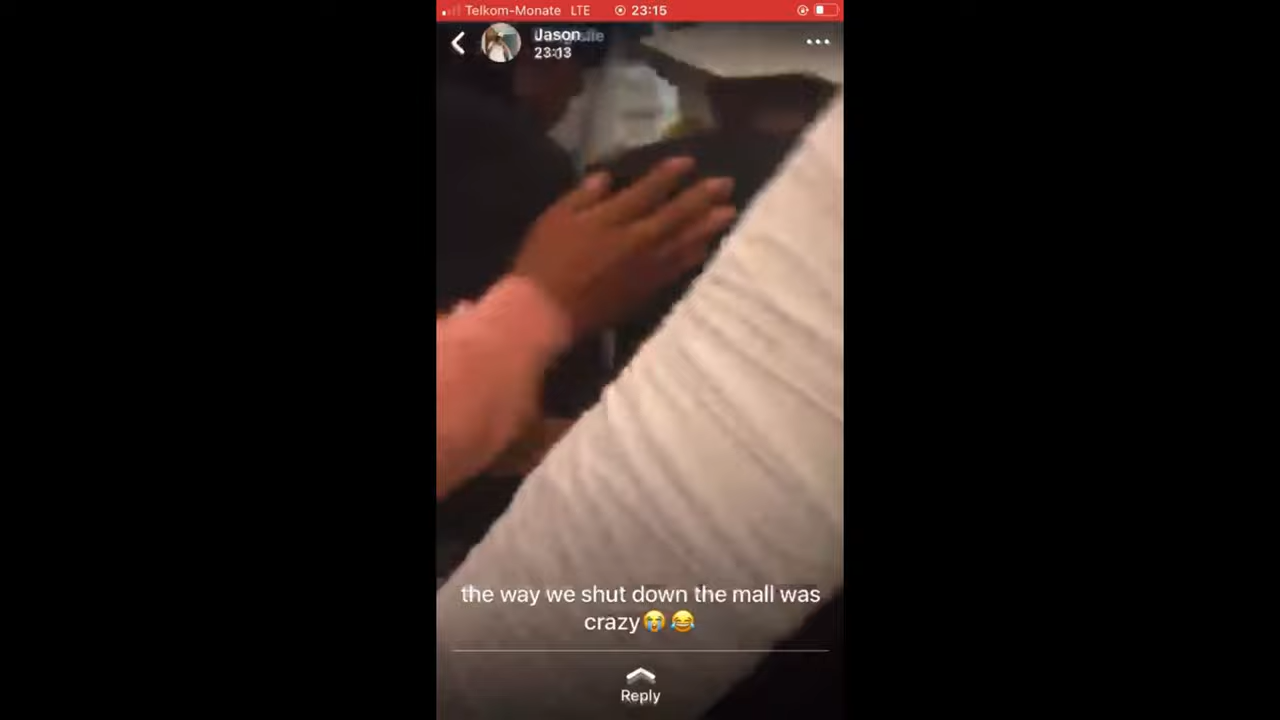 Telkom-Monate LTE 23:15
Jason
23:13
the way we shut down the mall was
crazy😭😂
Reply